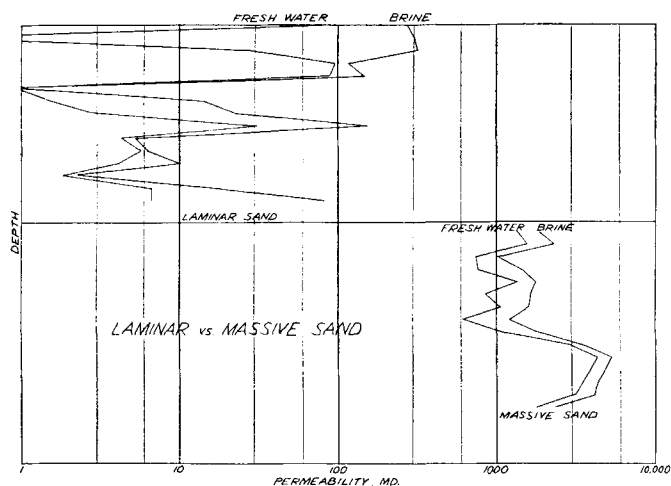 FRESH WATER BRINE
LAMINAR SAND
DEPTH
FRESH WATER BRINE
LAMINAR vs. MASSIVE SAND
MASSIVE SAND
1 10 100 1000 10,000
PERMEABILITY, MD.